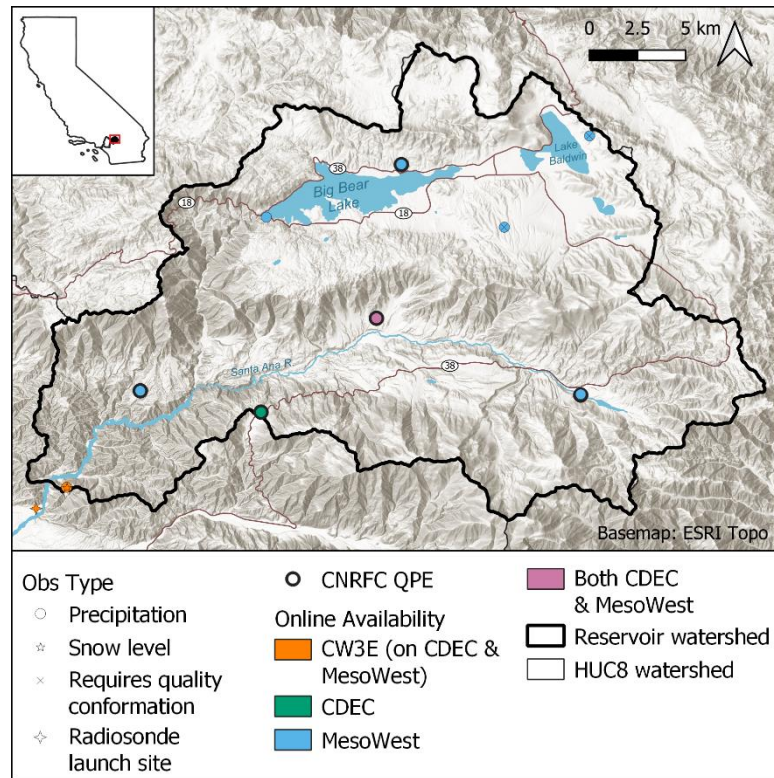 0 2.5 5 km
38
Big Bear
Lake
18
18
Lake
Baldwin
Santa Ana R.
38
Basemap: ESRI Topo
Obs Type
Precipitation
Snow level
Requires quality
conformation
Radiosonde
launch site
CNRFC QPE
Online Availability
CW3E (on CDEC &
MesoWest)
CDEC
MesoWest
Both CDEC
& MesoWest
Reservoir watershed
HUC8 watershed